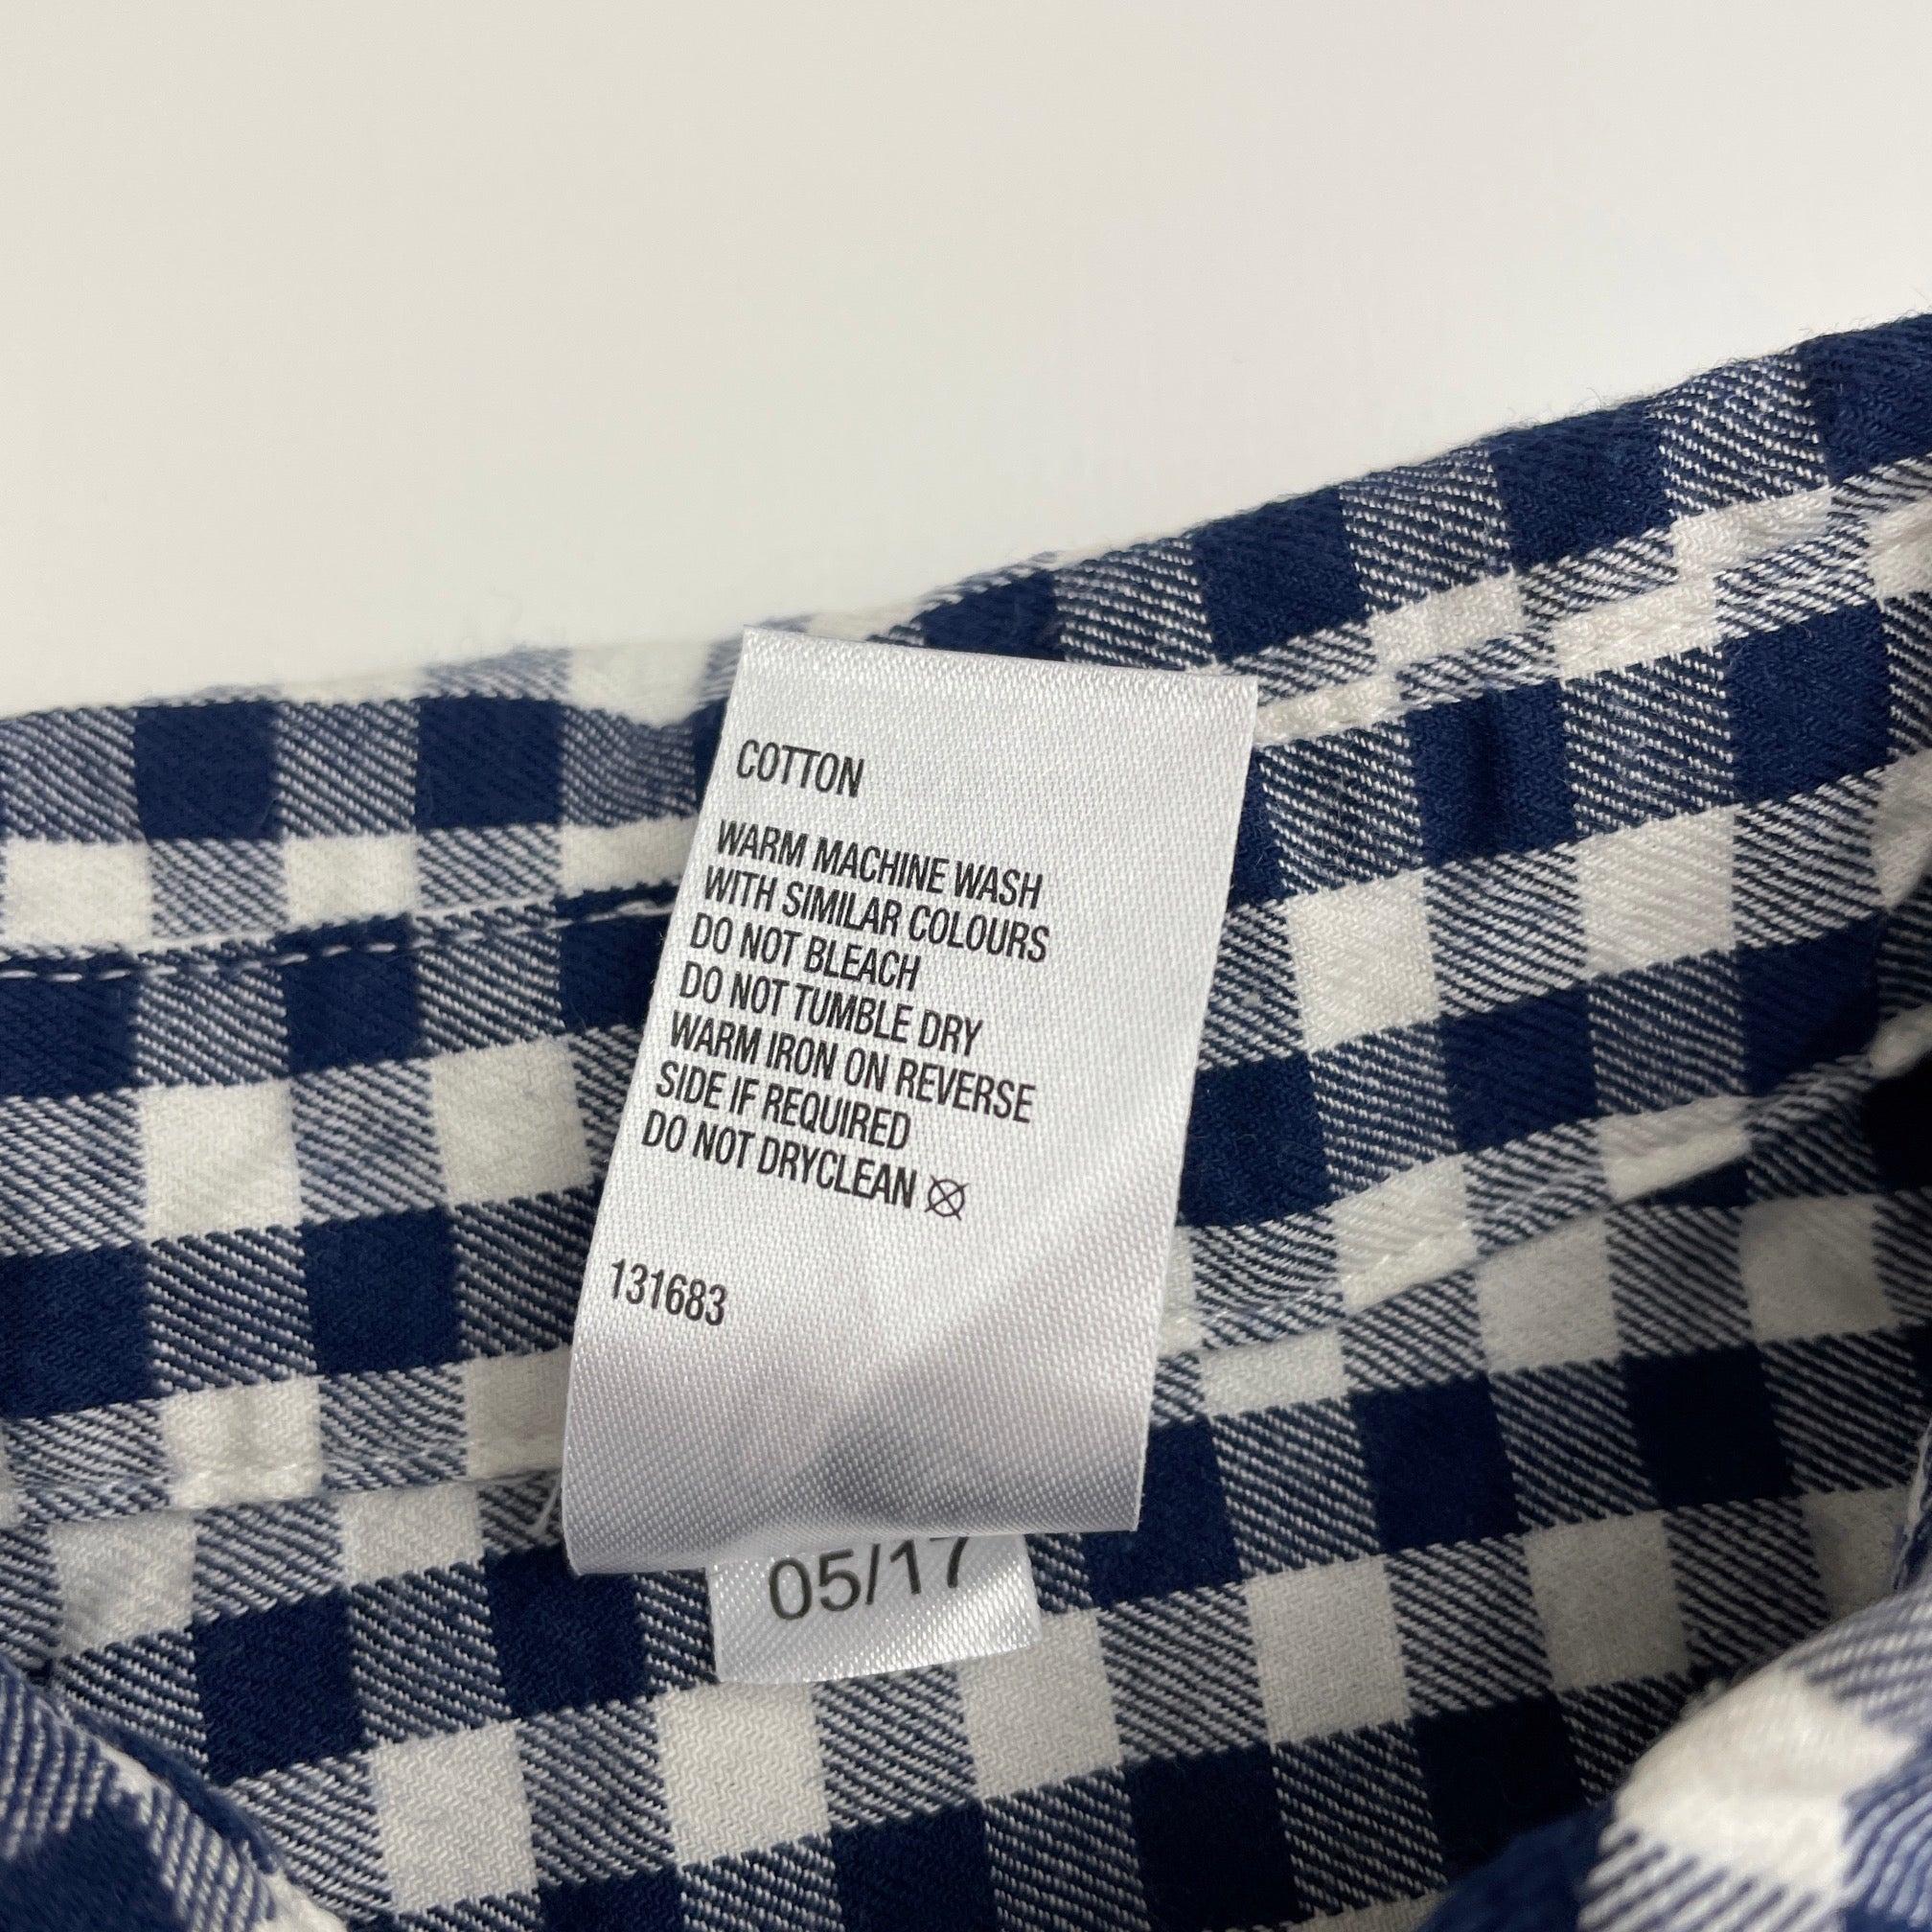 COTTON
WARM MACHINE WASH
WITH SIMILAR COLOURS
DO NOT BLEACH
DO NOT TUMBLE DRY
WARM IRON ON REVERSE
SIDE IF REQUIRED
DO NOT DRYCLEAN
131683
05/17